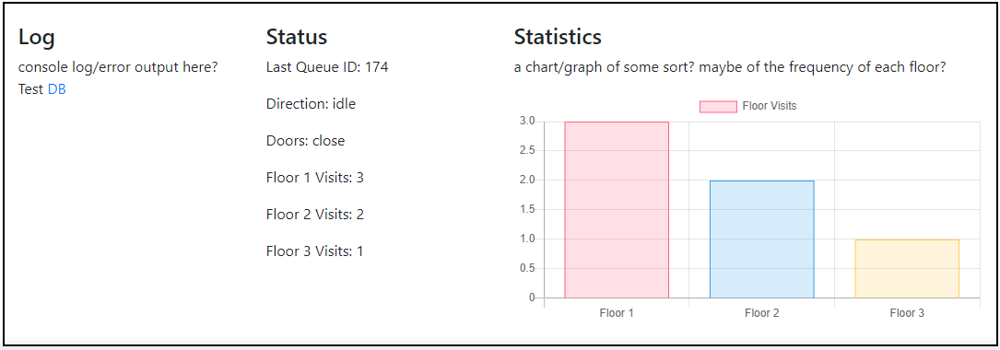 Log
console log/error output here?
Test DB
Status
Last Queue ID: 174
Direction: idle
Doors: close
Floor 1 Visits: 3
Floor 2 Visits: 2
Floor 3 Visits: 1
Statistics
a chart/graph of some sort? maybe of the frequency of each floor?
Floor Visits
3.0
2.5
2.0
1.5
1.0
0.5
0
Floor 1
Floor 2
Floor 3